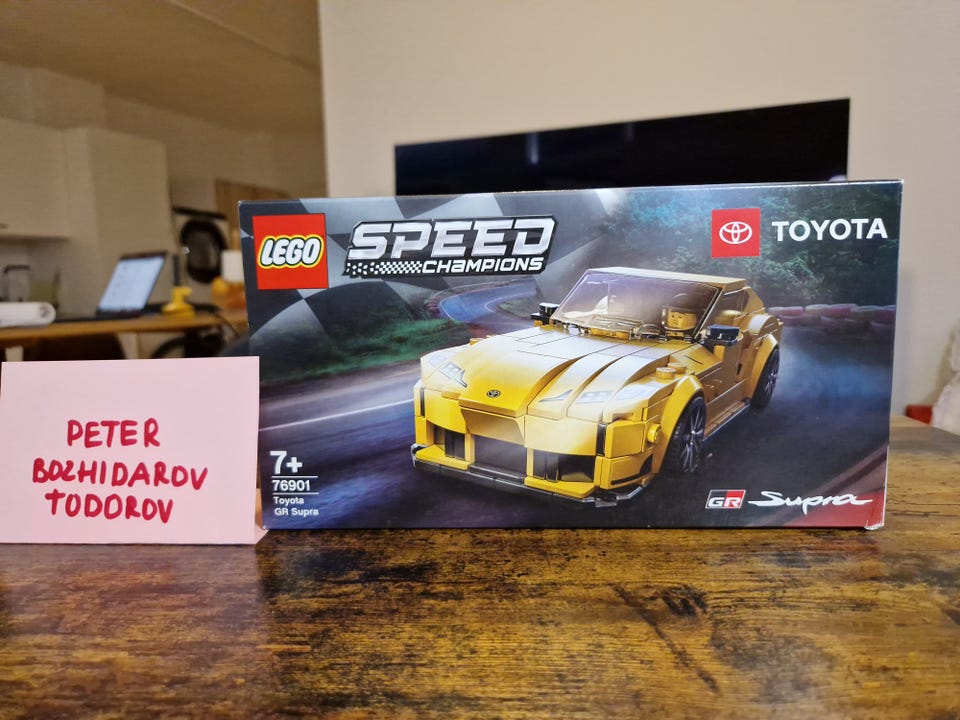 LEGO
SPEED
CHAMPIONS
TOYOTA
7+
76901
Toyota
GR Supra
GR Supra
PETER
BOZHIDAROV
TODOROV